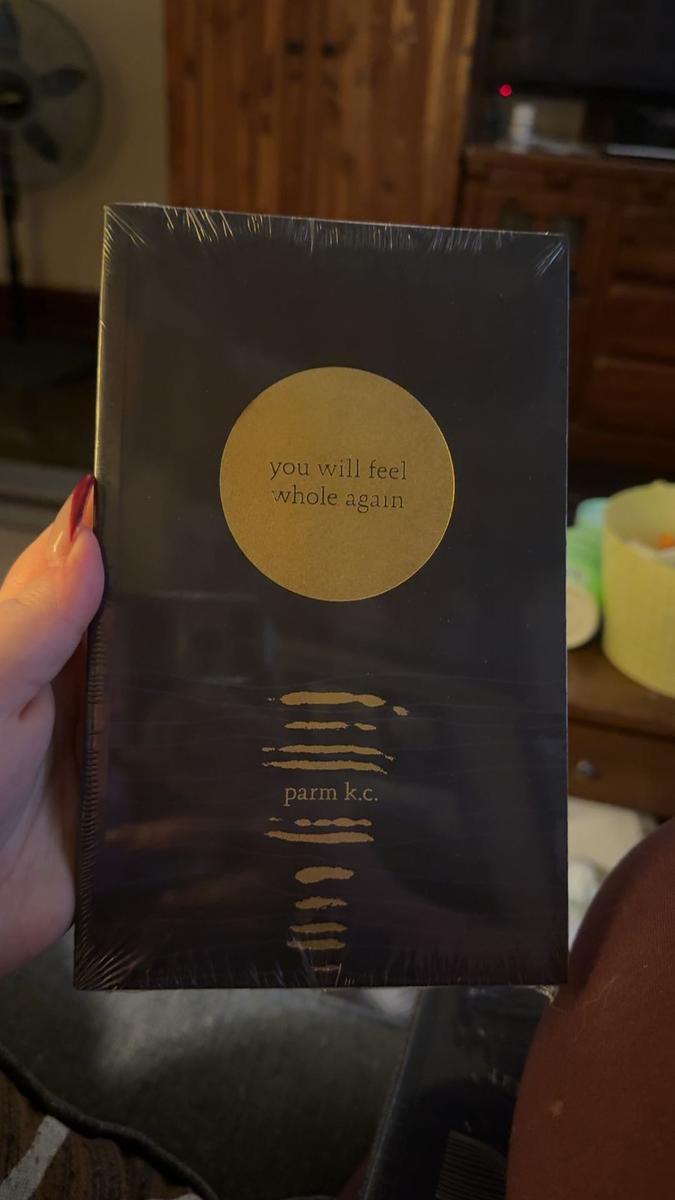 you will feel
whole again
parm k.c.